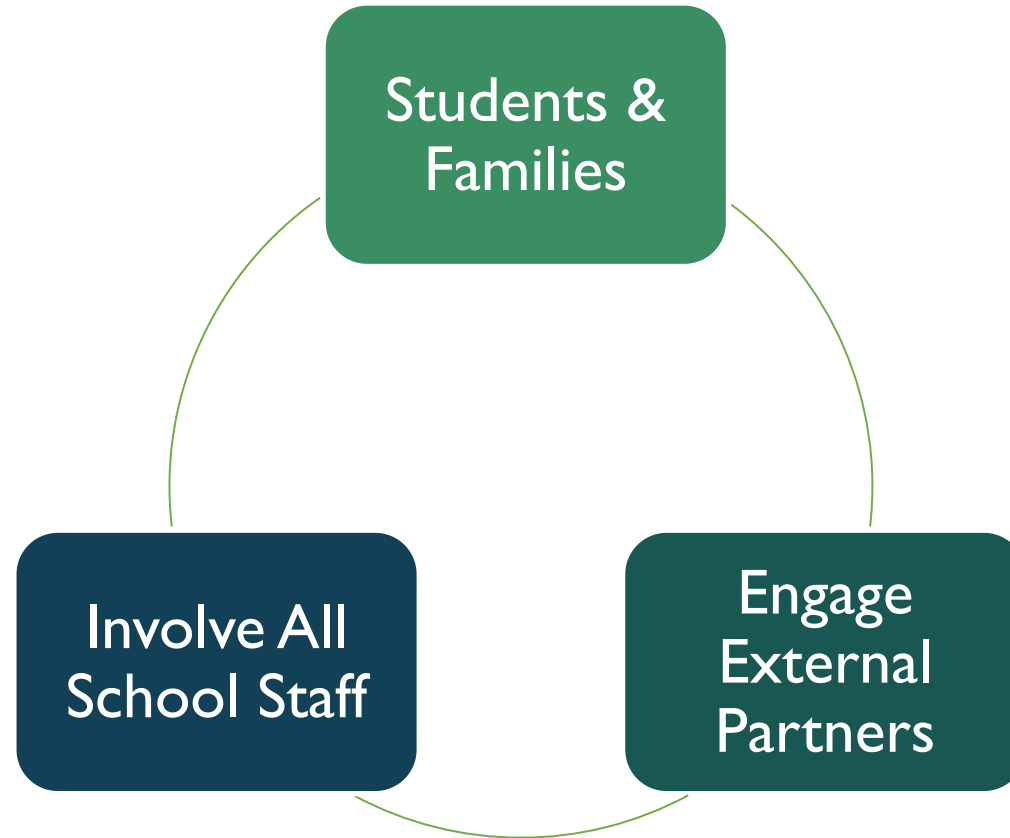 Students &
Families
Involve All
School Staff
Engage
External
Partners